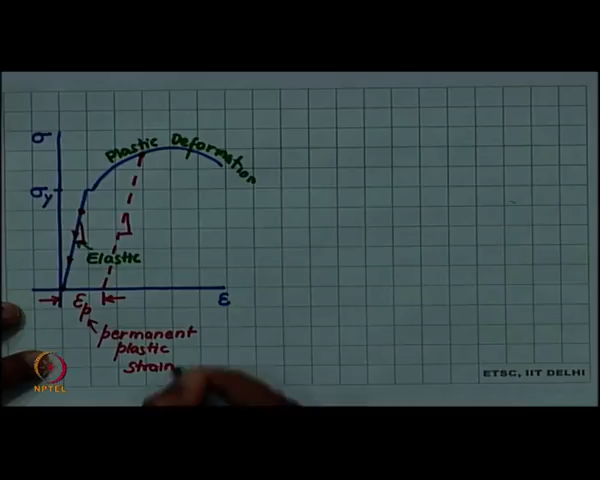 σ
Plastic Deformation
σy
Elastic
εp
ε
permanent
plastic
strain
ETSC, IIT DELHI
NPTEL